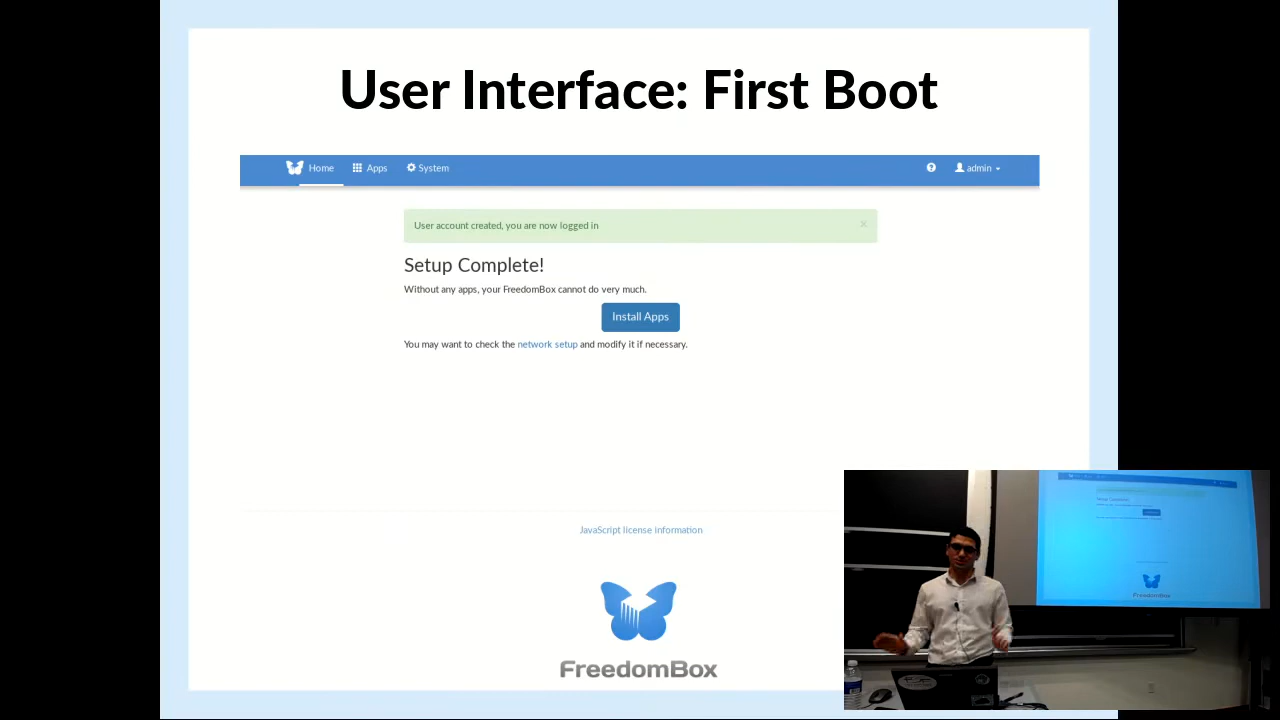 User Interface: First Boot
Home Apps System admin
User account created, you are now logged in ×
Setup Complete!
Without any apps, your FreedomBox cannot do very much.
Install Apps
You may want to check the network setup and modify it if necessary.
JavaScript license information
FreedomBox
FreedomBox